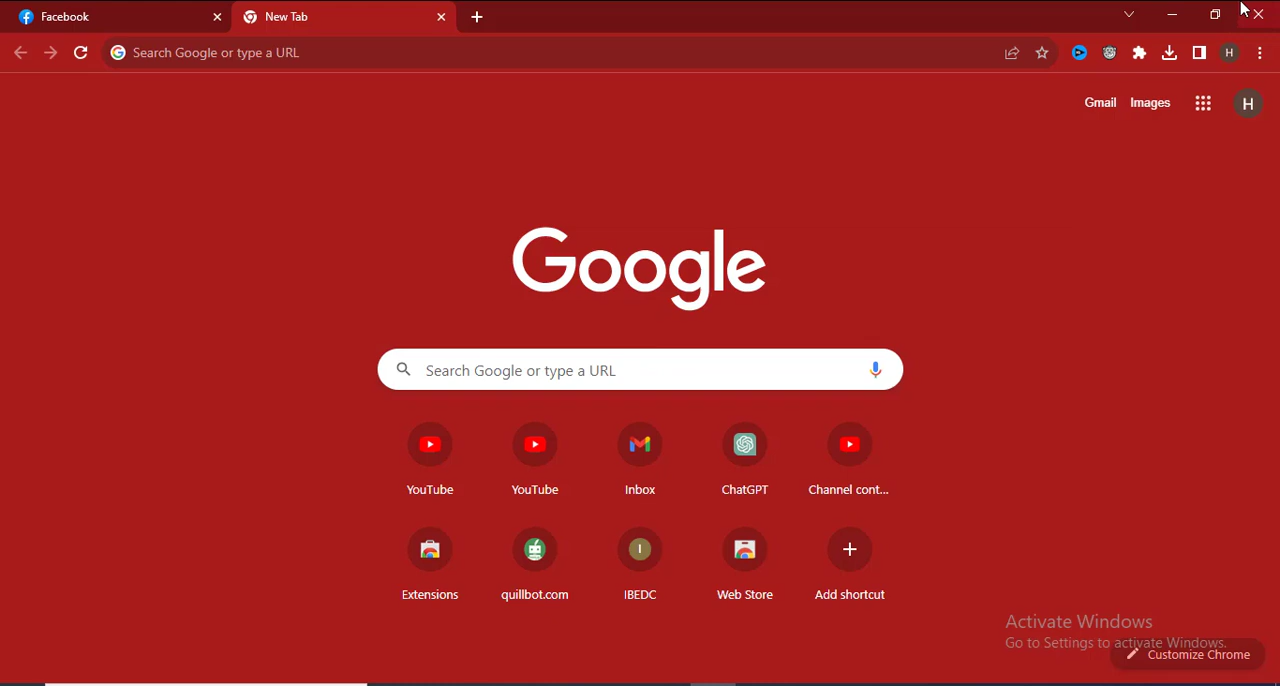 Facebook
New Tab
Search Google or type a URL
H
Gmail Images H
Google
Search Google or type a URL
YouTube YouTube Inbox ChatGPT Channel cont...
I
Extensions quillbot.com IBEDC Web Store Add shortcut
Activate Windows
Go to Settings to activate Windows.
Customize Chrome